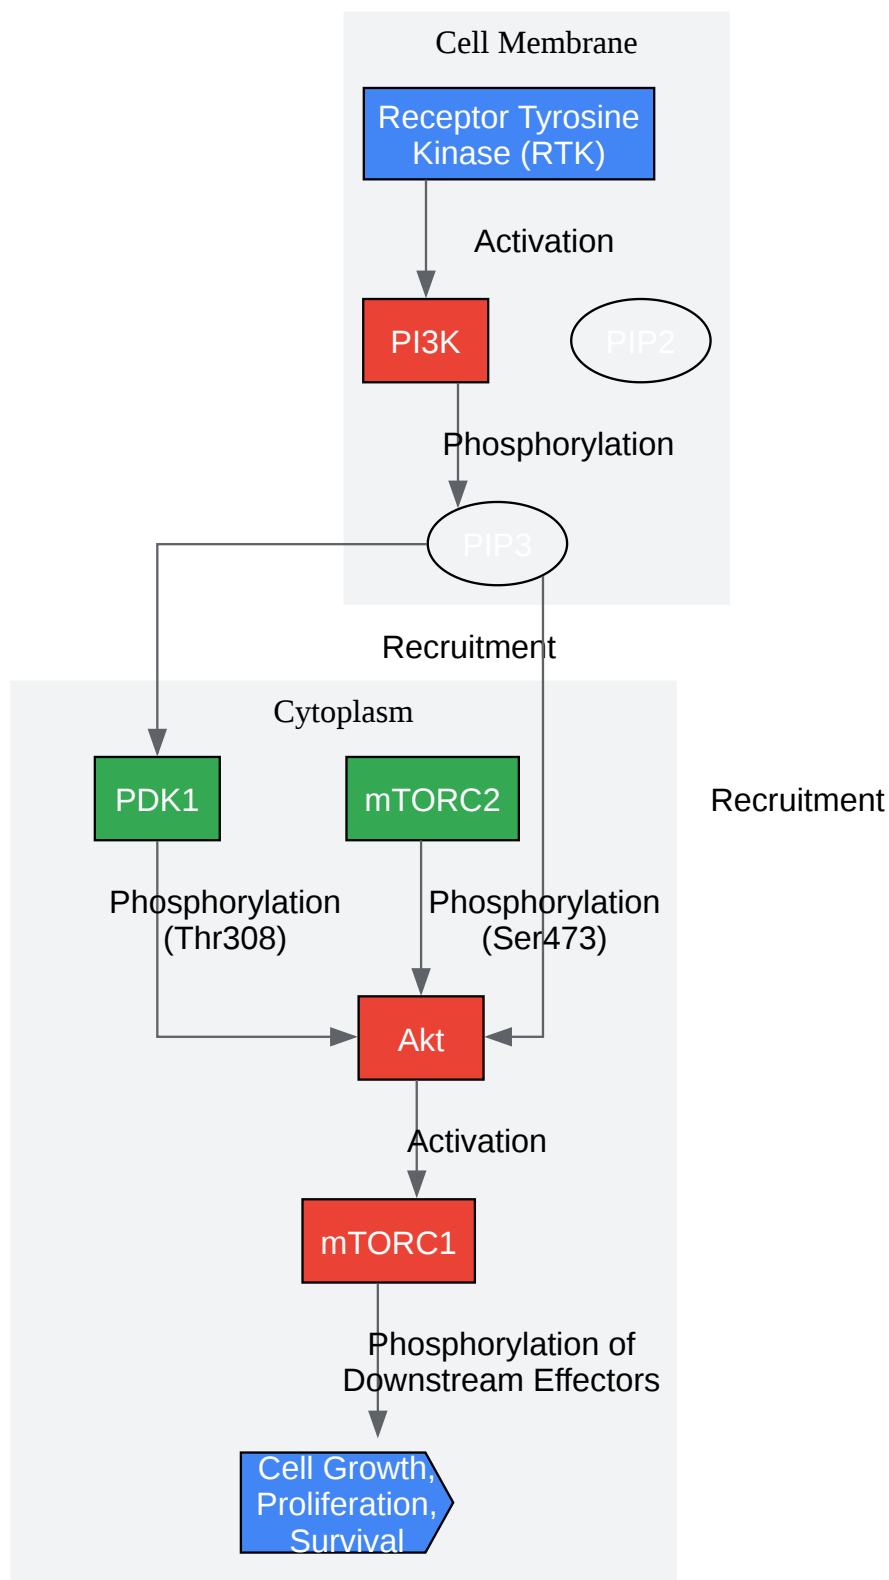 Cell Membrane
Receptor Tyrosine
Kinase (RTK)
Activation
PI3K
PIP2
Phosphorylation
PIP3
Recruitment
Cytoplasm
PDK1
mTORC2
Recruitment
Phosphorylation
(Thr308)
Phosphorylation
(Ser473)
Akt
Activation
mTORC1
Phosphorylation of
Downstream Effectors
Cell Growth,
Proliferation,
Survival